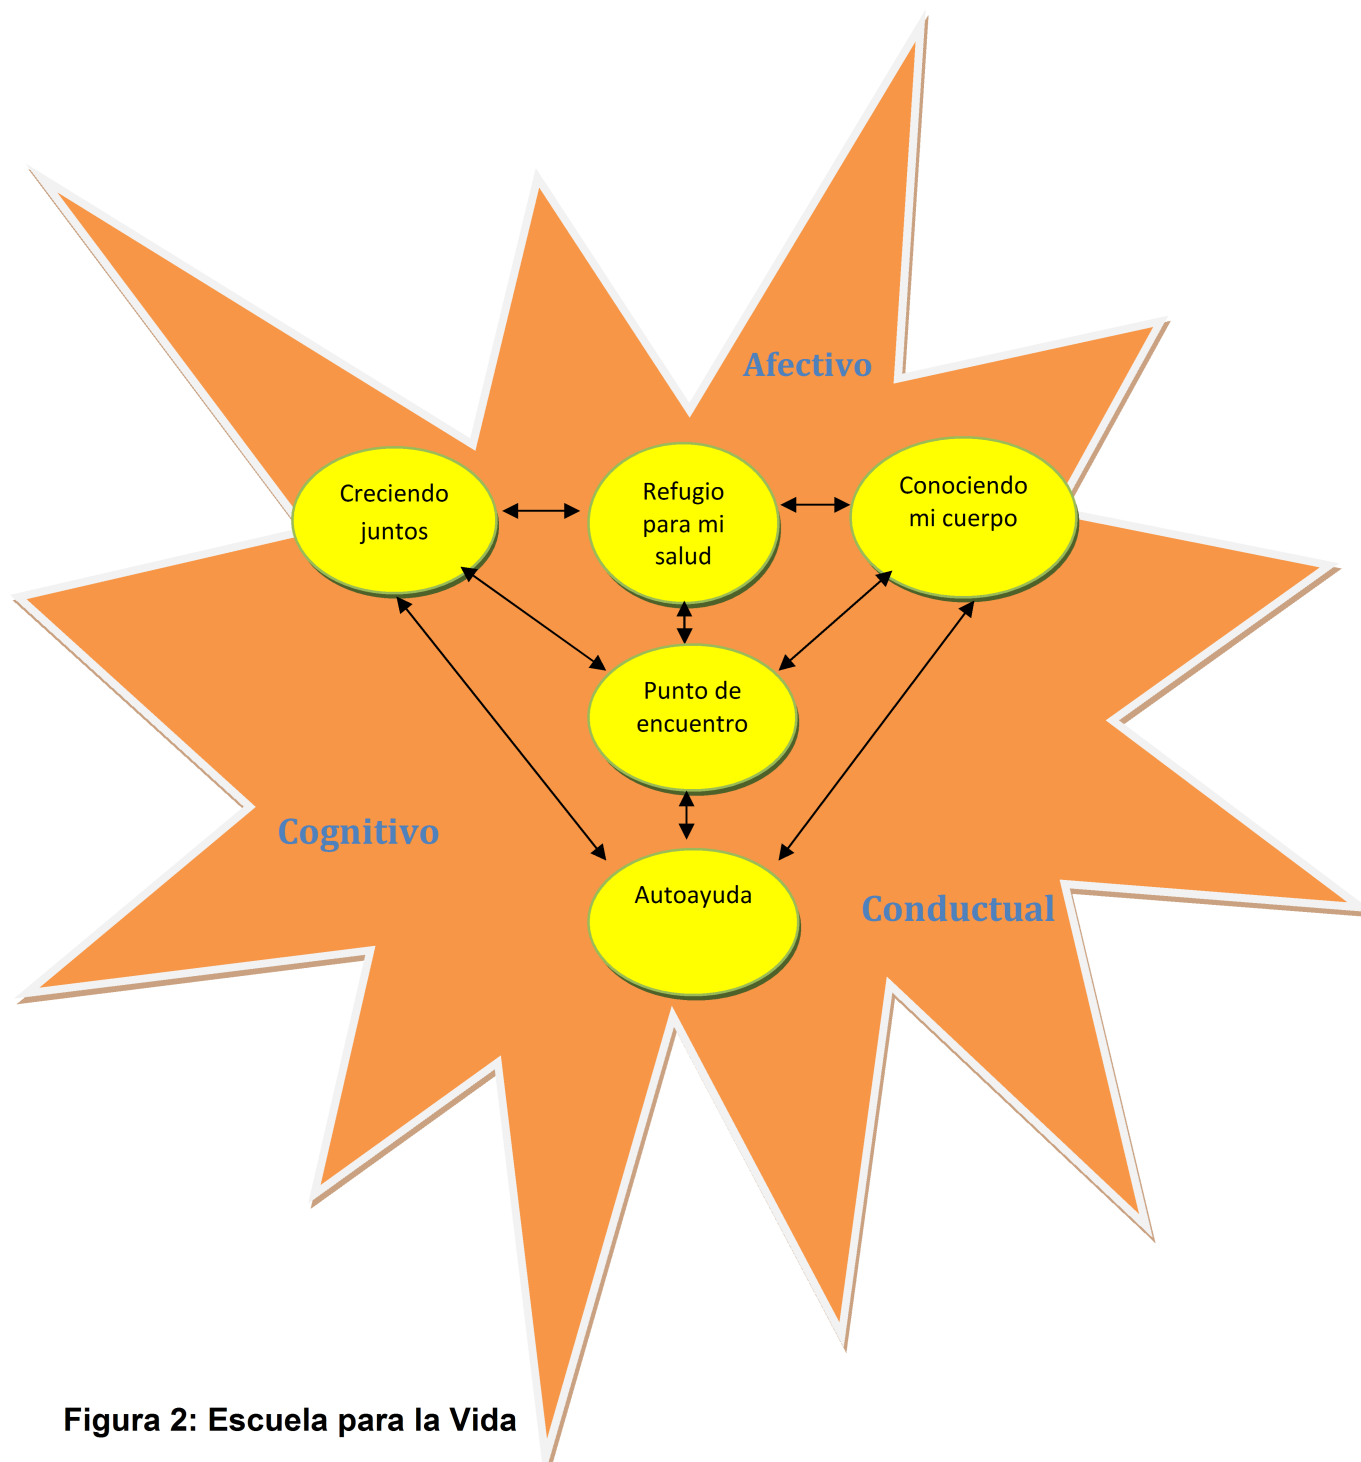 Afectivo
Creciendo
juntos
Refugio
para mi
salud
Conociendo
mi cuerpo
Punto de
encuentro
Cognitivo
Autoayuda
Conductual
Figura 2: Escuela para la Vida